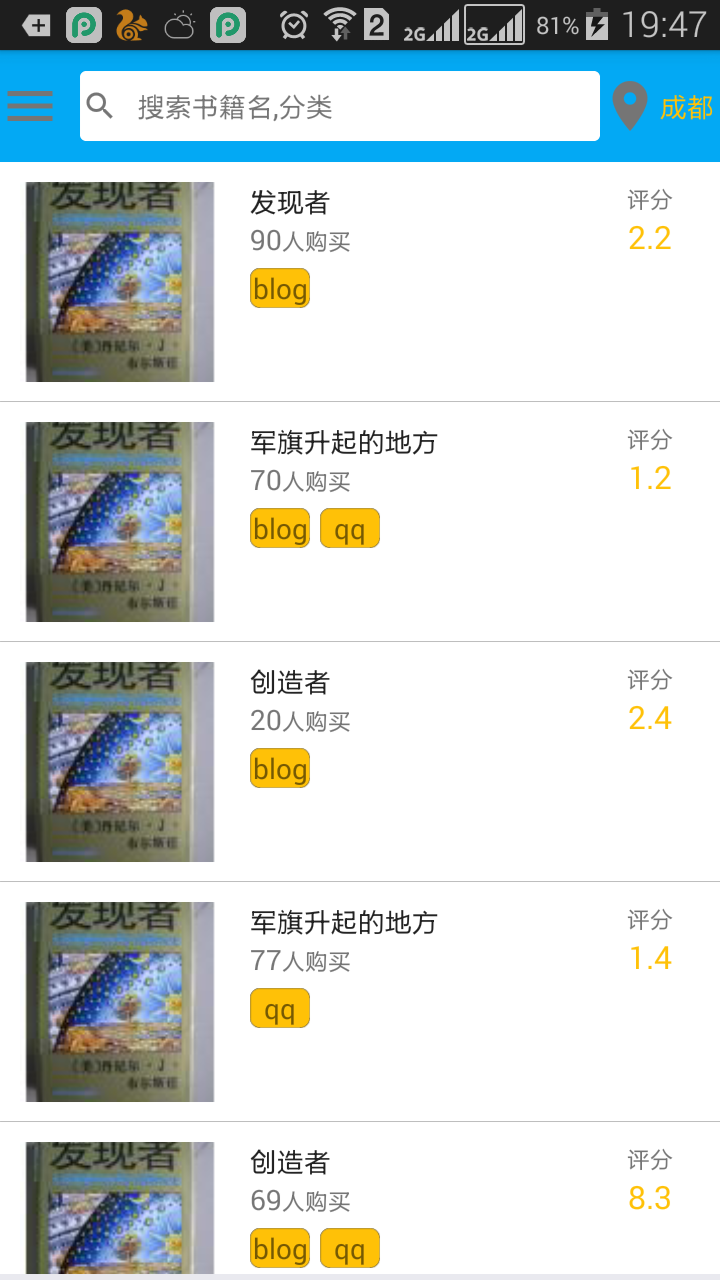 2 2G 2G 81% 19:47
搜索书籍名,分类 成都
发现者
发现者 评分
90人购买 2.2
blog
《美》丹尼尔·J·
布尔斯廷
发现者
军旗升起的地方 评分
70人购买 1.2
blog qq
《美》丹尼尔·J·
布尔斯廷
发现者
创造者 评分
20人购买 2.4
blog
《美》丹尼尔·J·
布尔斯廷
发现者
军旗升起的地方 评分
77人购买 1.4
qq
《美》丹尼尔·J·
布尔斯廷
发现者
创造者 评分
69人购买 8.3
blog qq